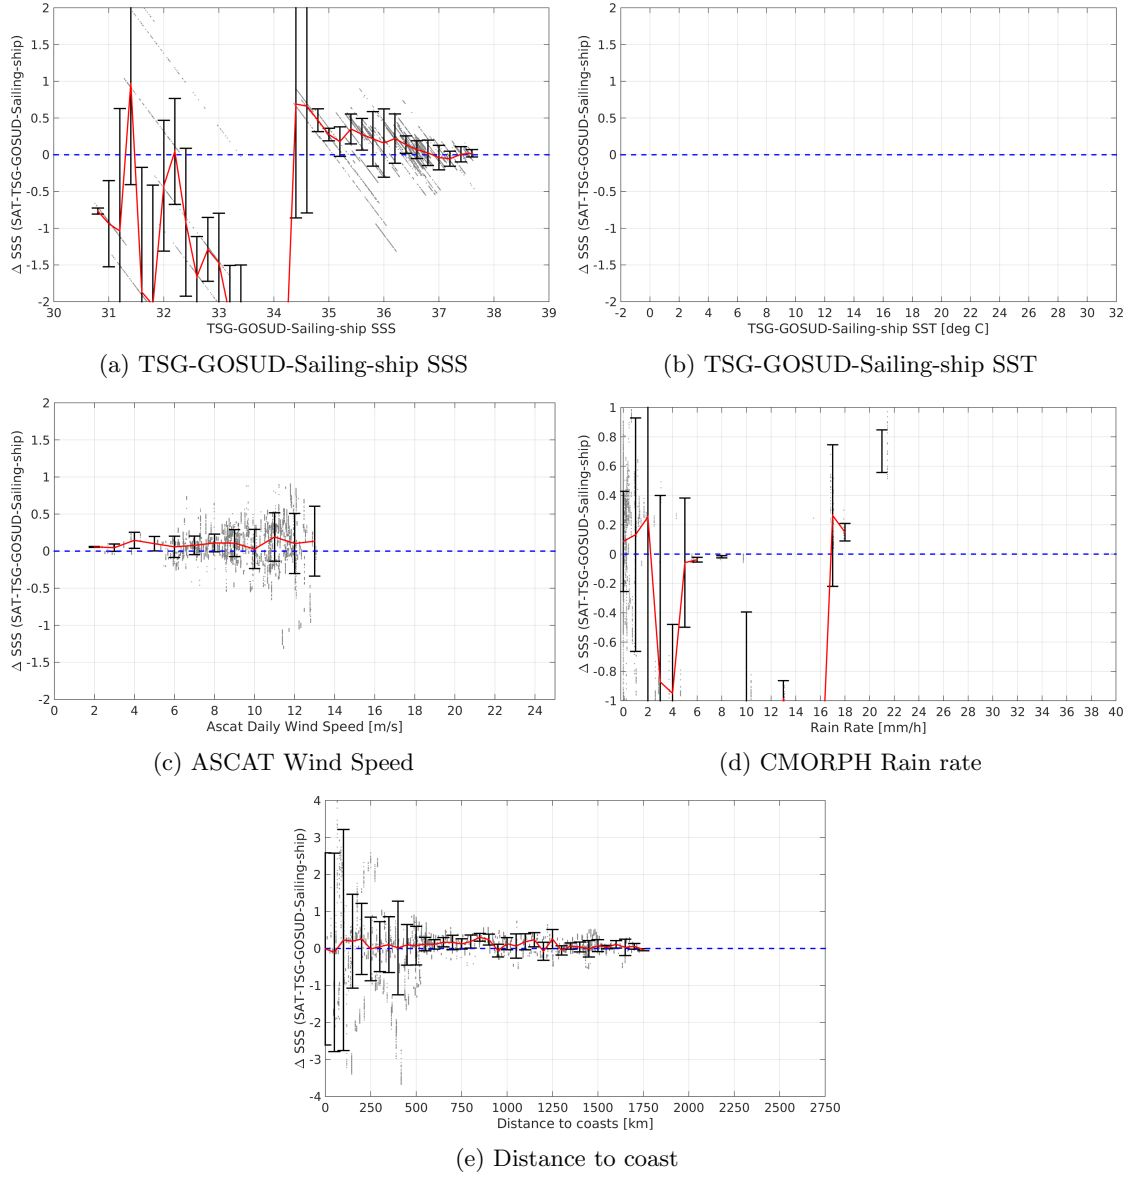 2
1.5
1
0.5
0
-0.5
-1
-1.5
-2
Δ SSS (SAT-TSG-GOSUD-Sailing-ship)
30 31 32 33 34 35 36 37 38 39
TSG-GOSUD-Sailing-ship SSS
(a) TSG-GOSUD-Sailing-ship SSS
2
1.5
1
0.5
0
-0.5
-1
-1.5
-2
Δ SSS (SAT-TSG-GOSUD-Sailing-ship)
-2 0 2 4 6 8 10 12 14 16 18 20 22 24 26 28 30 32
TSG-GOSUD-Sailing-ship SST [deg C]
(b) TSG-GOSUD-Sailing-ship SST
2
1.5
1
0.5
0
-0.5
-1
-1.5
-2
Δ SSS (SAT-TSG-GOSUD-Sailing-ship)
0 2 4 6 8 10 12 14 16 18 20 22 24
Ascat Daily Wind Speed [m/s]
(c) ASCAT Wind Speed
1
0.8
0.6
0.4
0.2
0
-0.2
-0.4
-0.6
-0.8
-1
Δ SSS (SAT-TSG-GOSUD-Sailing-ship)
0 2 4 6 8 10 12 14 16 18 20 22 24 26 28 30 32 34 36 38 40
Rain Rate [mm/h]
(d) CMORPH Rain rate
4
3
2
1
0
-1
-2
-3
-4
Δ SSS (SAT-TSG-GOSUD-Sailing-ship)
0 250 500 750 1000 1250 1500 1750 2000 2250 2500 2750
Distance to coasts [km]
(e) Distance to coast